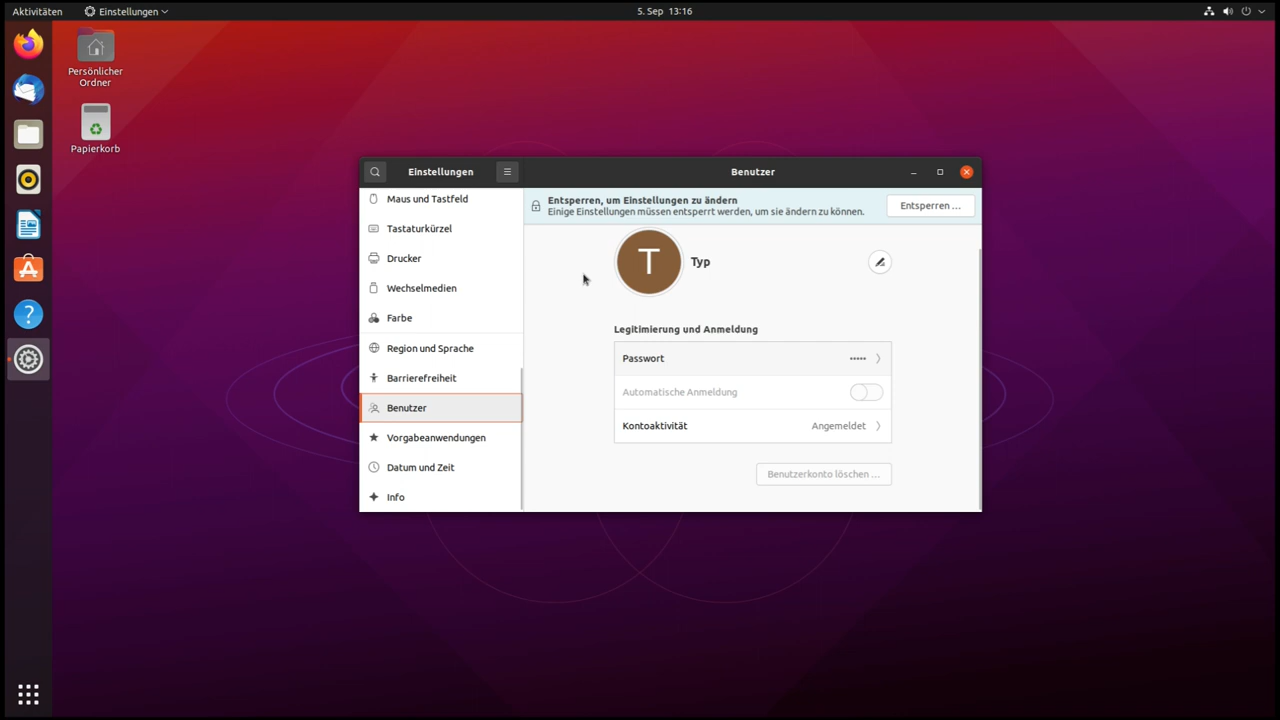 Aktivitäten
Einstellungen
5. Sep 13:16
Persönlicher
Ordner
Papierkorb
Einstellungen
Benutzer
Maus und Tastfeld
Tastaturkürzel
Drucker
Wechselmedien
Farbe
Region und Sprache
Barrierefreiheit
Benutzer
Vorgabeanwendungen
Datum und Zeit
Info
Entsperren, um Einstellungen zu ändern
Einige Einstellungen müssen entsperrt werden, um sie ändern zu können.
Entsperren ...
T
Typ
Legitimierung und Anmeldung
Passwort •••••
Automatische Anmeldung
Kontoaktivität Angemeldet
Benutzerkonto löschen ...